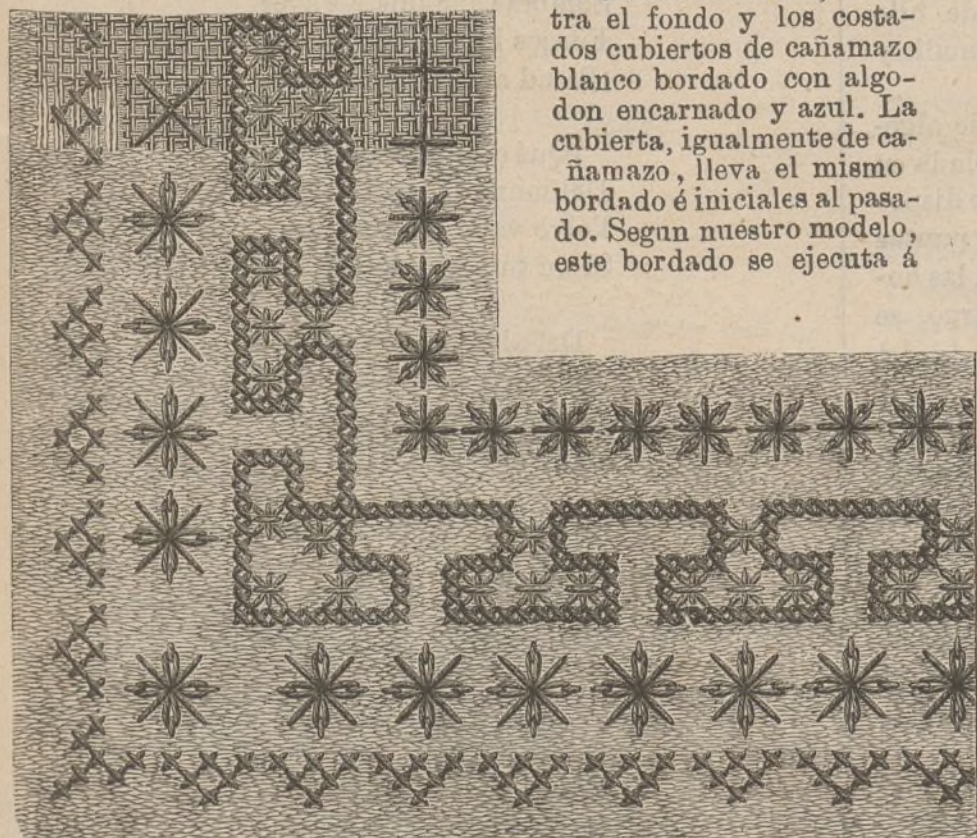 tra el fondo y los costa-
dos cubiertos de cañamazo
blanco bordado con algo-
don encarnado y azul. La
cubierta, igualmente de ca-
ñamazo, lleva el mismo
bordado é iniciales al pasa-
do. Segun nuéstro modelo,
este bordado se ejecuta á